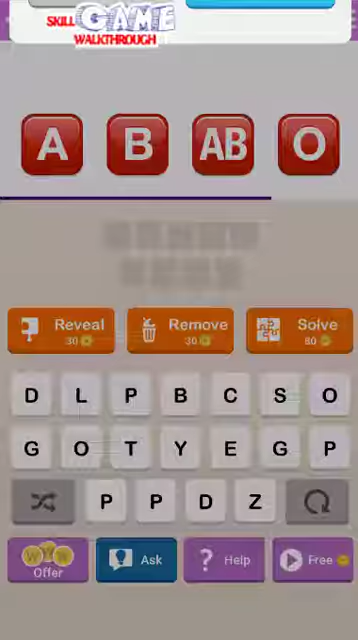 SKILL GAME
WALKTHROUGH
A B AB O
Reveal Remove Solve
30 30 80
D L P B C S O
G O T Y E G P
P P D Z
Offer Ask Help Free